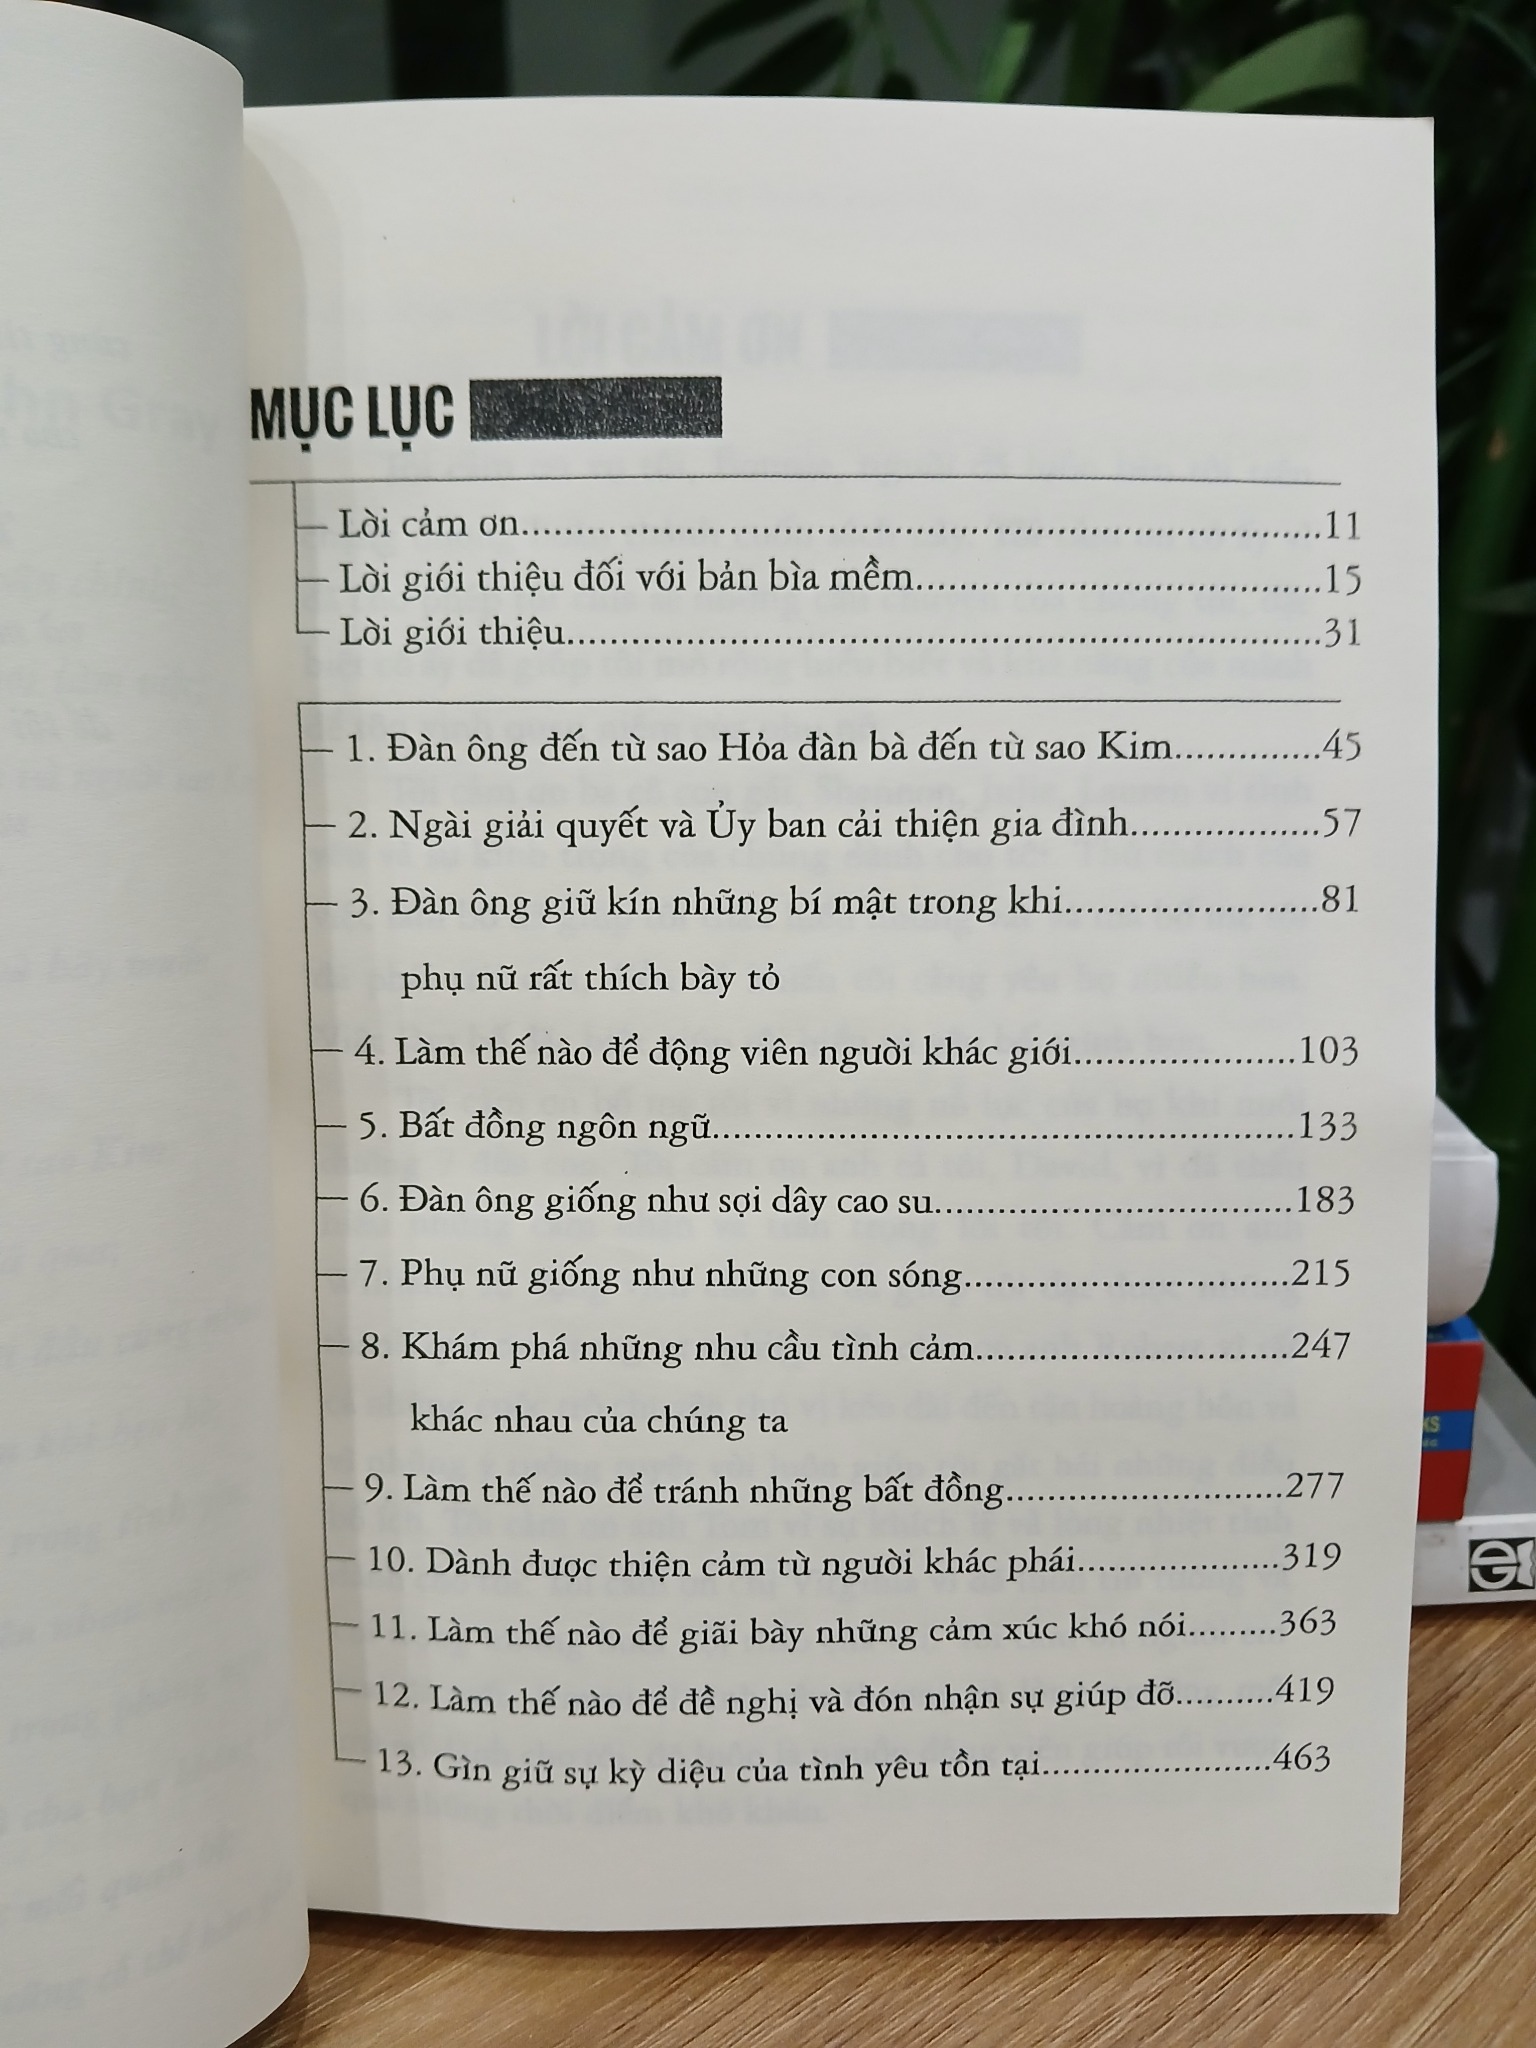 MỤC LỤC
Lời cảm ơn..........11
Lời giới thiệu đối với bản bìa mềm..........15
Lời giới thiệu..........31
1. Đàn ông đến từ sao Hỏa đàn bà đến từ sao Kim..........45
2. Ngài giải quyết và Ủy ban cải thiện gia đình..........57
3. Đàn ông giữ kín những bí mật trong khi..........81
phụ nữ rất thích bày tỏ
4. Làm thế nào để động viên người khác giới..........103
5. Bất đồng ngôn ngữ..........133
6. Đàn ông giống như sợi dây cao su..........183
7. Phụ nữ giống như những con sóng..........215
8. Khám phá những nhu cầu tình cảm..........247
khác nhau của chúng ta
9. Làm thế nào để tránh những bất đồng..........277
10. Dành được thiện cảm từ người khác phái..........319
11. Làm thế nào để giãi bày những cảm xúc khó nói..........363
12. Làm thế nào để đề nghị và đón nhận sự giúp đỡ..........419
13. Gìn giữ sự kỳ diệu của tình yêu tồn tại..........463